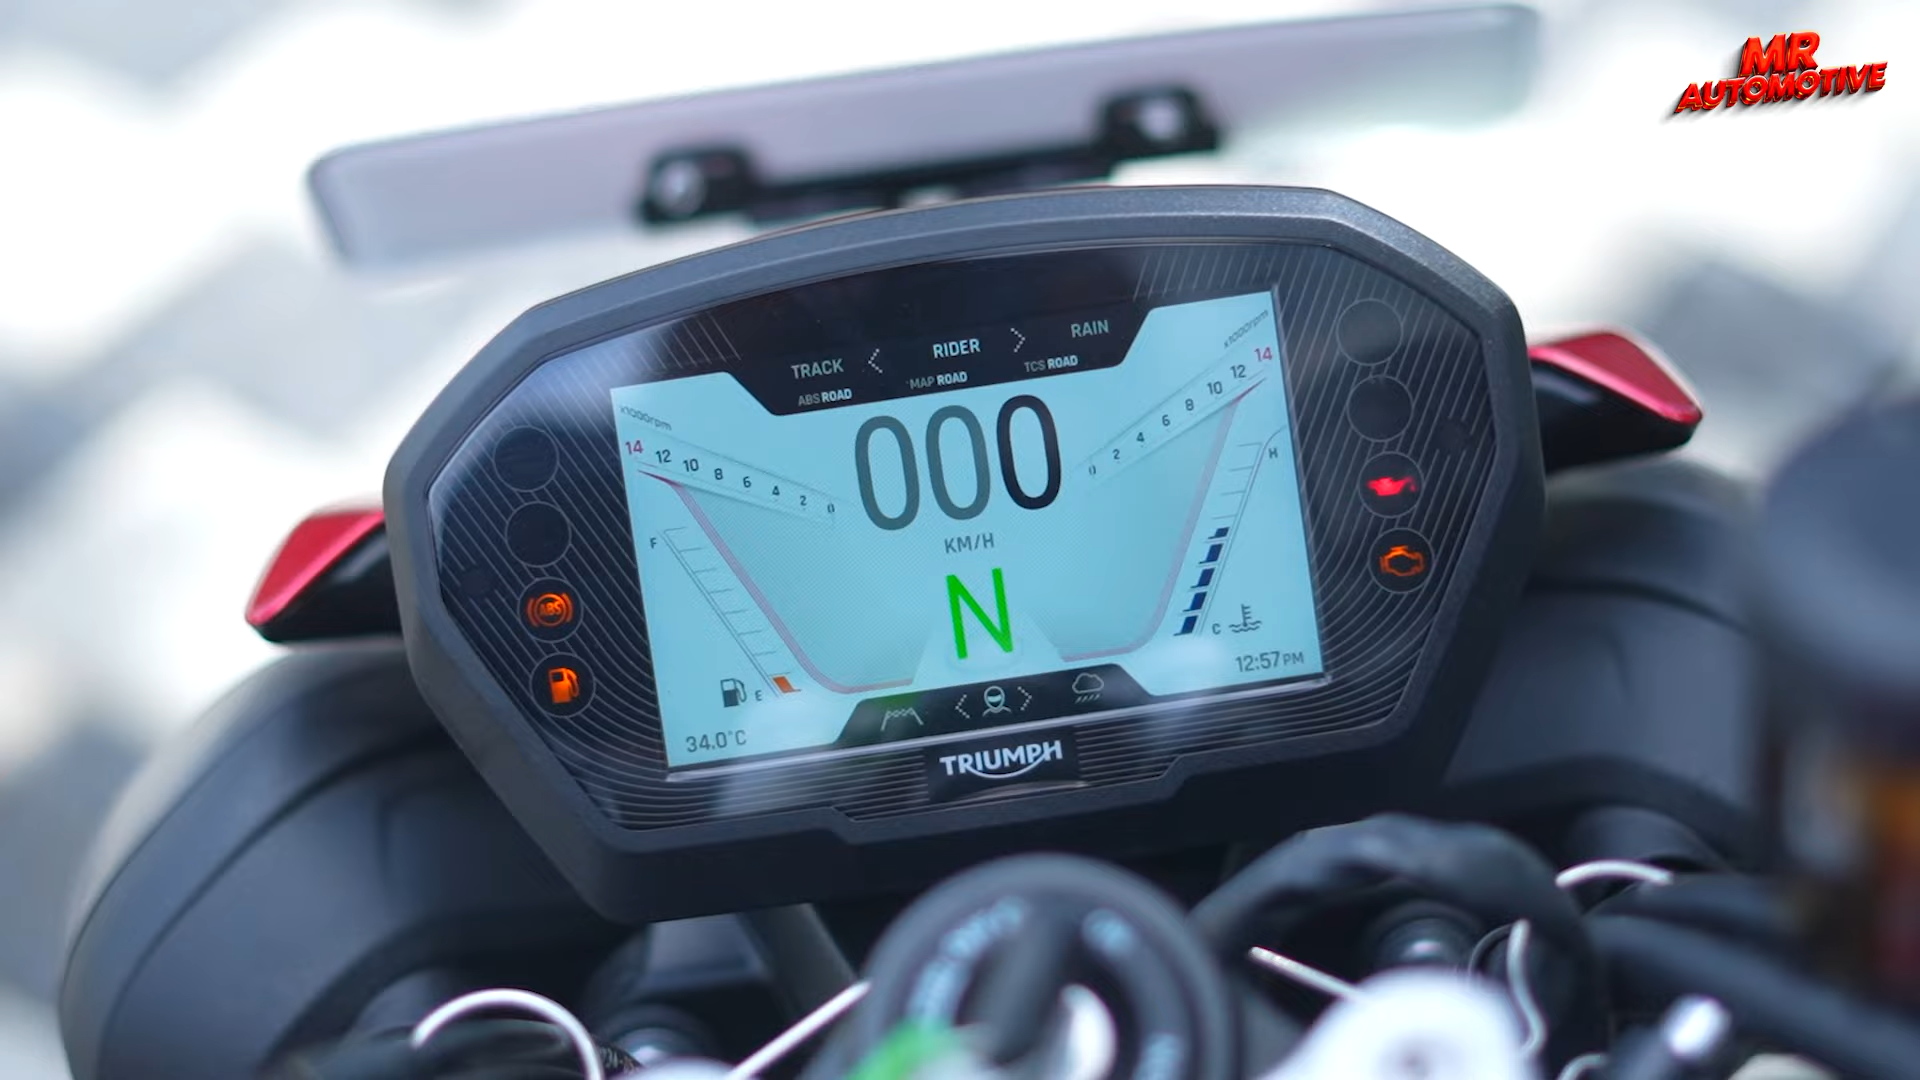 MR
AUTOMOTIVE
TRACK < RIDER > RAIN
ABS ROAD MAP ROAD TCS ROAD
x1000rpm
14 12 10 8 6 4 2 0
x1000rpm
0 2 4 6 8 10 12 14
000
KM/H
N
F
E
H
C
ABS
34.0°C
12:57 PM
TRIUMPH